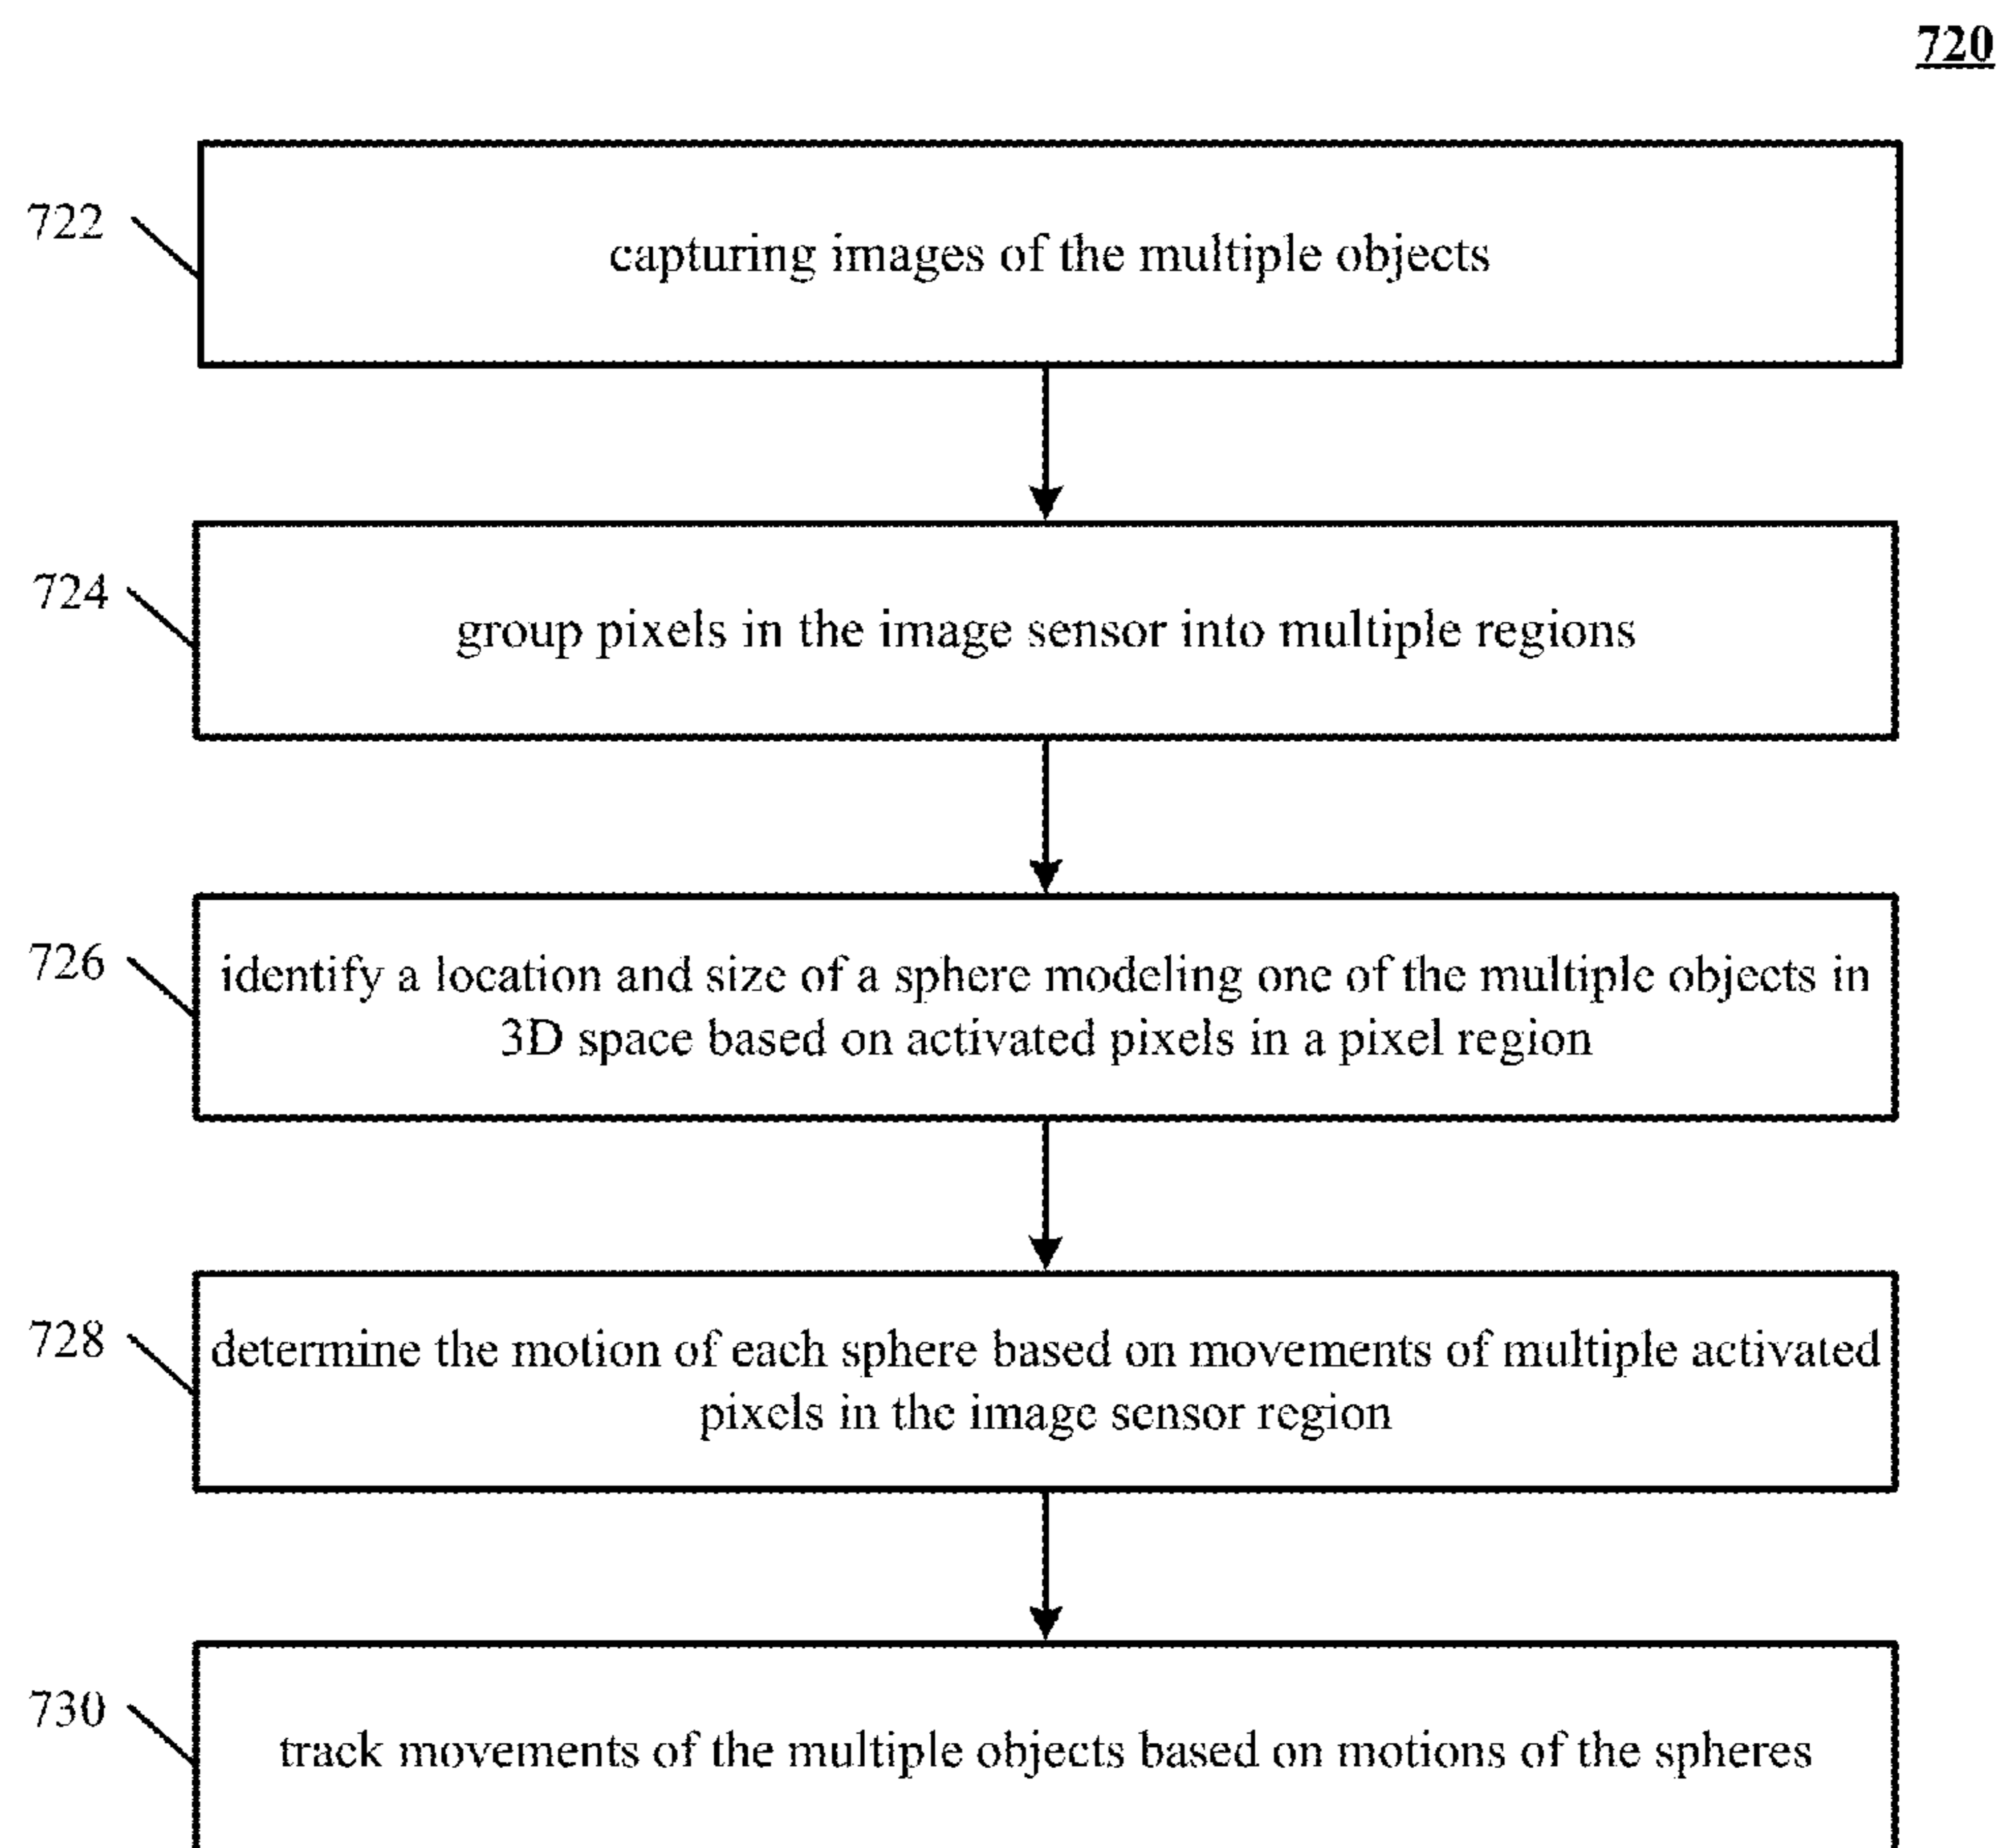 720
722
capturing images of the multiple objects
724
group pixels in the image sensor into multiple regions
726
identify a location and size of a sphere modeling one of the multiple objects in
3D space based on activated pixels in a pixel region
728
determine the motion of each sphere based on movements of multiple activated
pixels in the image sensor region
730
track movements of the multiple objects based on motions of the spheres